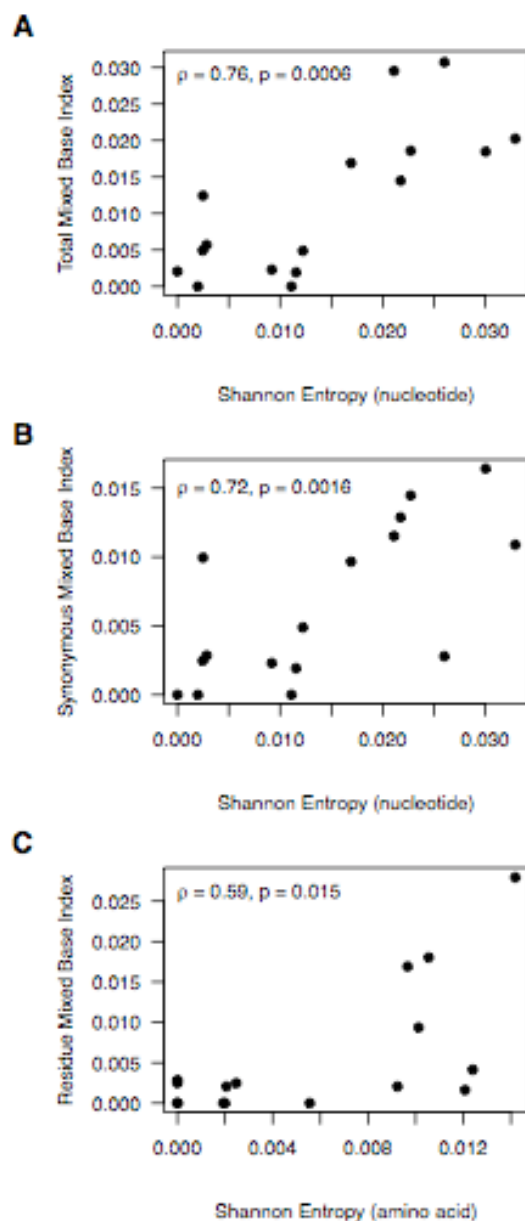 A
ρ = 0.76, p = 0.0006
Total Mixed Base Index
0.030
0.025
0.020
0.015
0.010
0.005
0.000
0.000 0.010 0.020 0.030
Shannon Entropy (nucleotide)
B
ρ = 0.72, p = 0.0016
Synonymous Mixed Base Index
0.015
0.010
0.005
0.000
0.000 0.010 0.020 0.030
Shannon Entropy (nucleotide)
C
ρ = 0.59, p = 0.015
Residue Mixed Base Index
0.025
0.020
0.015
0.010
0.005
0.000
0.000 0.004 0.008 0.012
Shannon Entropy (amino acid)